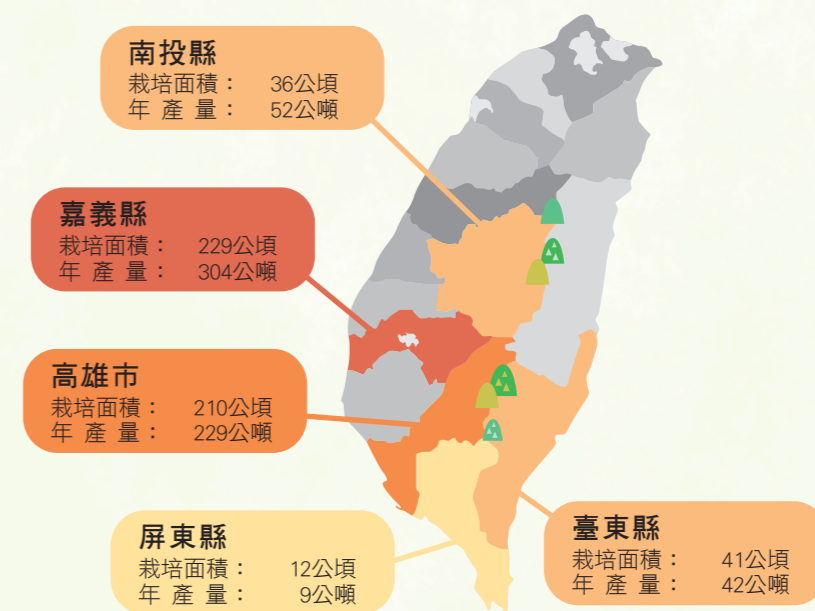 南投縣
栽培面積： 36公頃
年產量： 52公噸
嘉義縣
栽培面積： 229公頃
年產量： 304公噸
高雄市
栽培面積： 210公頃
年產量： 229公噸
屏東縣
栽培面積： 12公頃
年產量： 9公噸
臺東縣
栽培面積： 41公頃
年產量： 42公噸